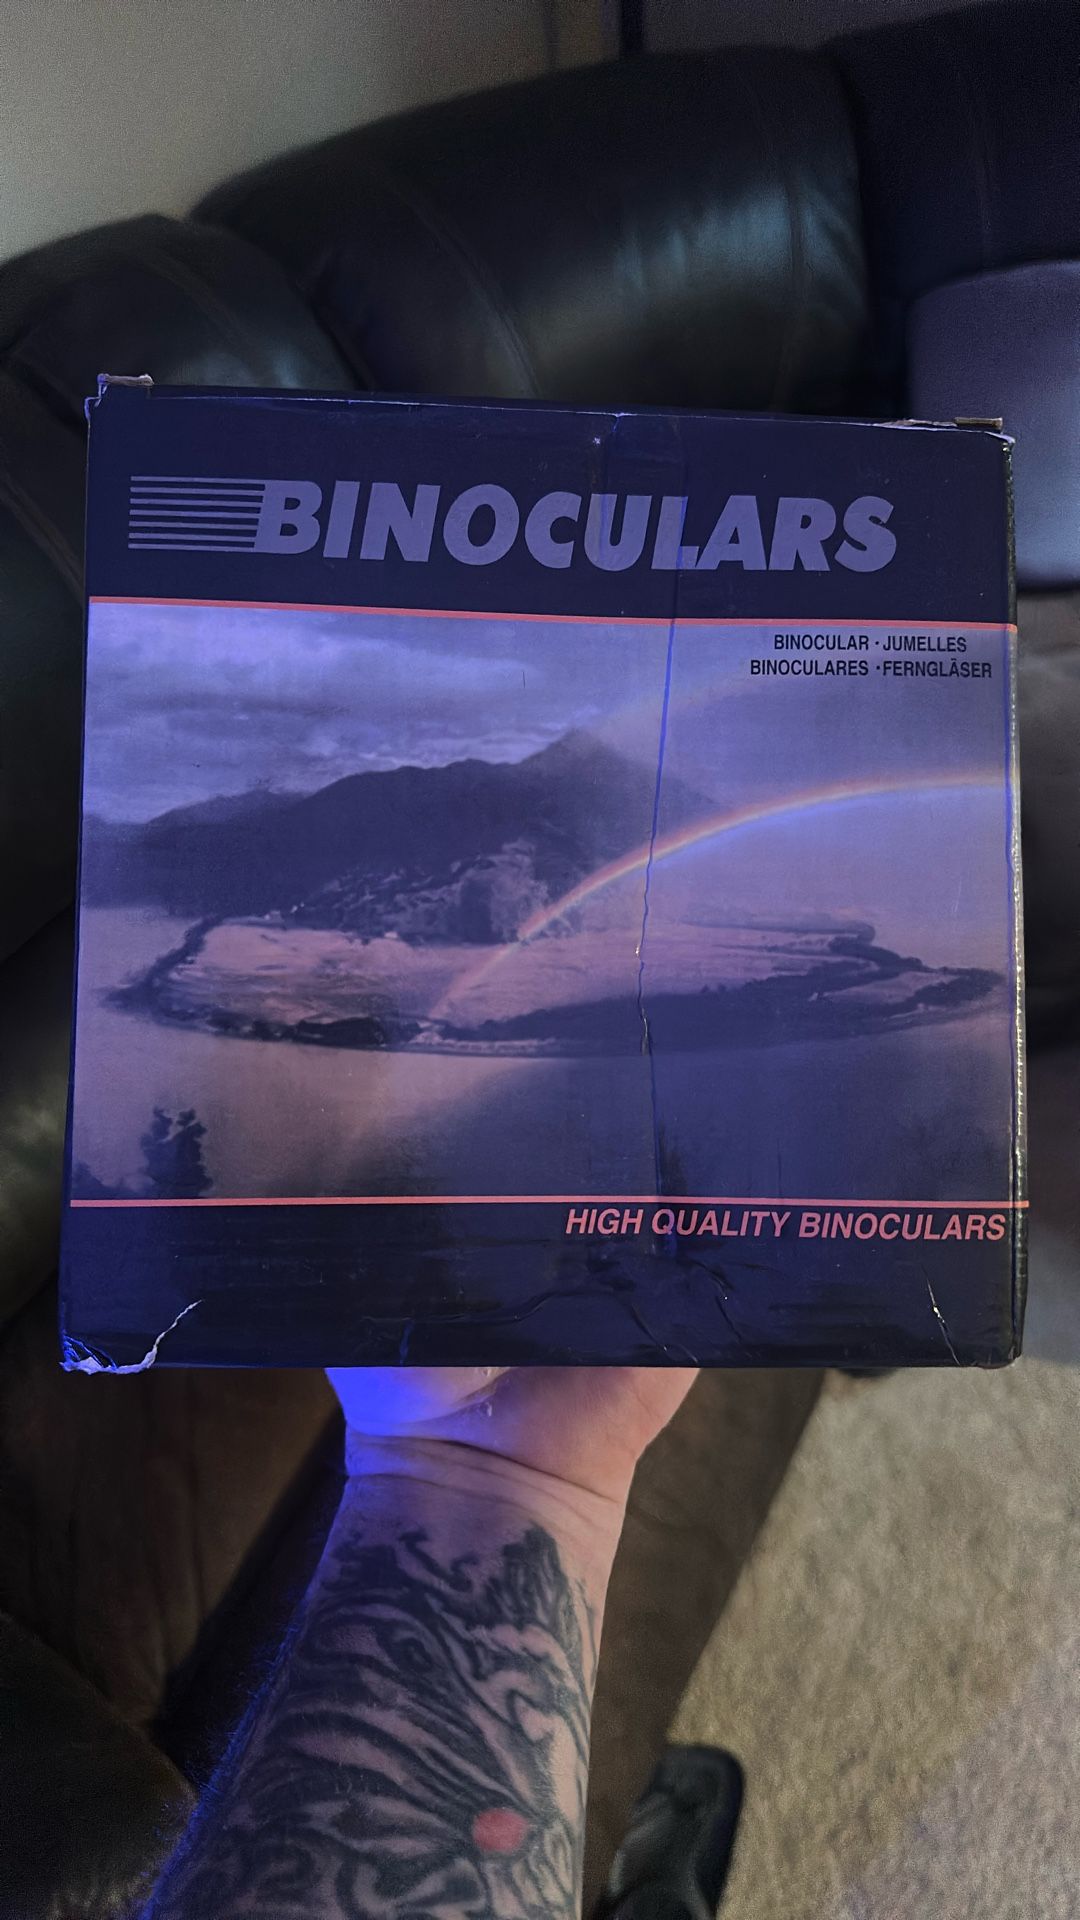 BINOCULARS
BINOCULAR · JUMELLES
BINOCULARES · FERNGLÄSER
HIGH QUALITY BINOCULARS